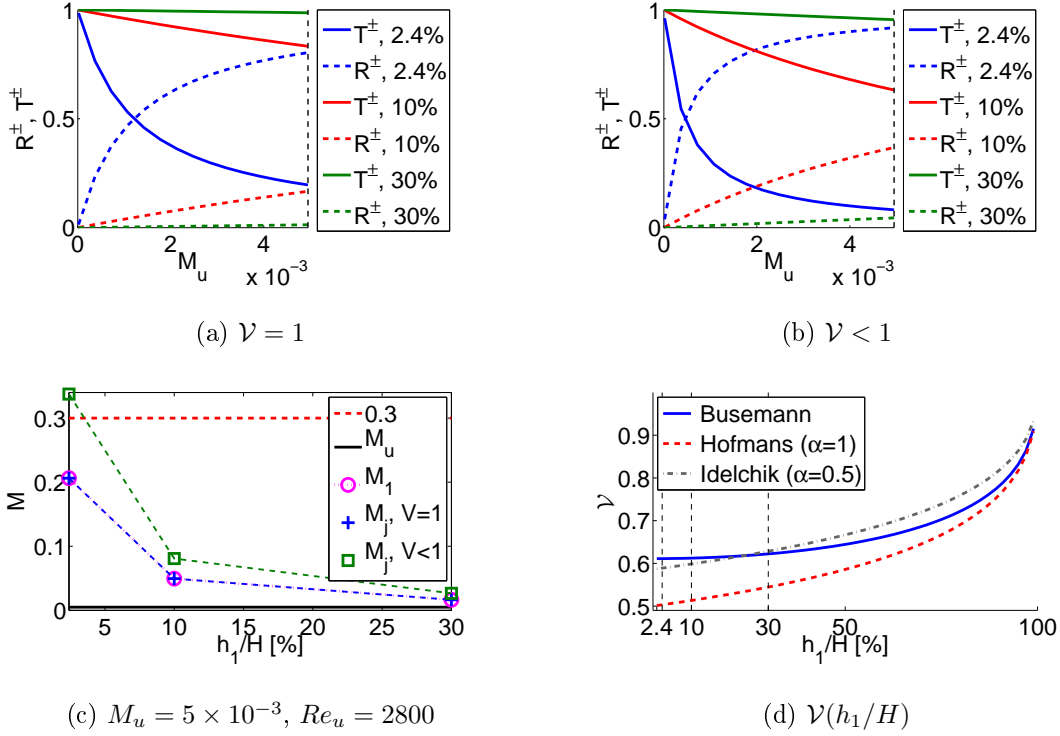 1
0.5
0
R±, T±
0
2
4
M_u
x 10⁻³
T±, 2.4%
R±, 2.4%
T±, 10%
R±, 10%
T±, 30%
R±, 30%
(a) 𝒱 = 1
1
0.5
0
R±, T±
0
2
4
M_u
x 10⁻³
T±, 2.4%
R±, 2.4%
T±, 10%
R±, 10%
T±, 30%
R±, 30%
(b) 𝒱 < 1
0.3
0.2
0.1
0
M
5
10
15
20
25
30
h₁/H [%]
0.3
M_u
M₁
M_j, V=1
M_j, V<1
(c) M_u = 5 × 10⁻³, Re_u = 2800
0.9
0.8
0.7
0.6
0.5
𝒱
2.4
10
30
50
100
h₁/H [%]
Busemann
Hofmans (α=1)
Idelchik (α=0.5)
(d) 𝒱(h₁/H)